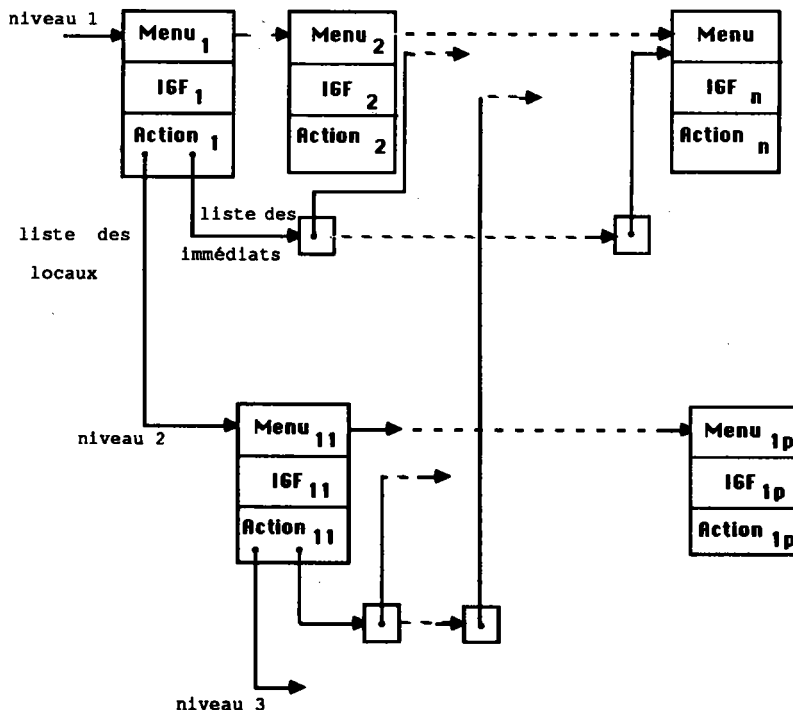 niveau 1
Menu 1
IGF 1
Action 1
Menu 2
IGF 2
Action 2
Menu
IGF n
Action n
liste des
immédiats
liste des
locaux
niveau 2
Menu 11
IGF 11
Action 11
Menu 1p
IGF 1p
Action 1p
niveau 3